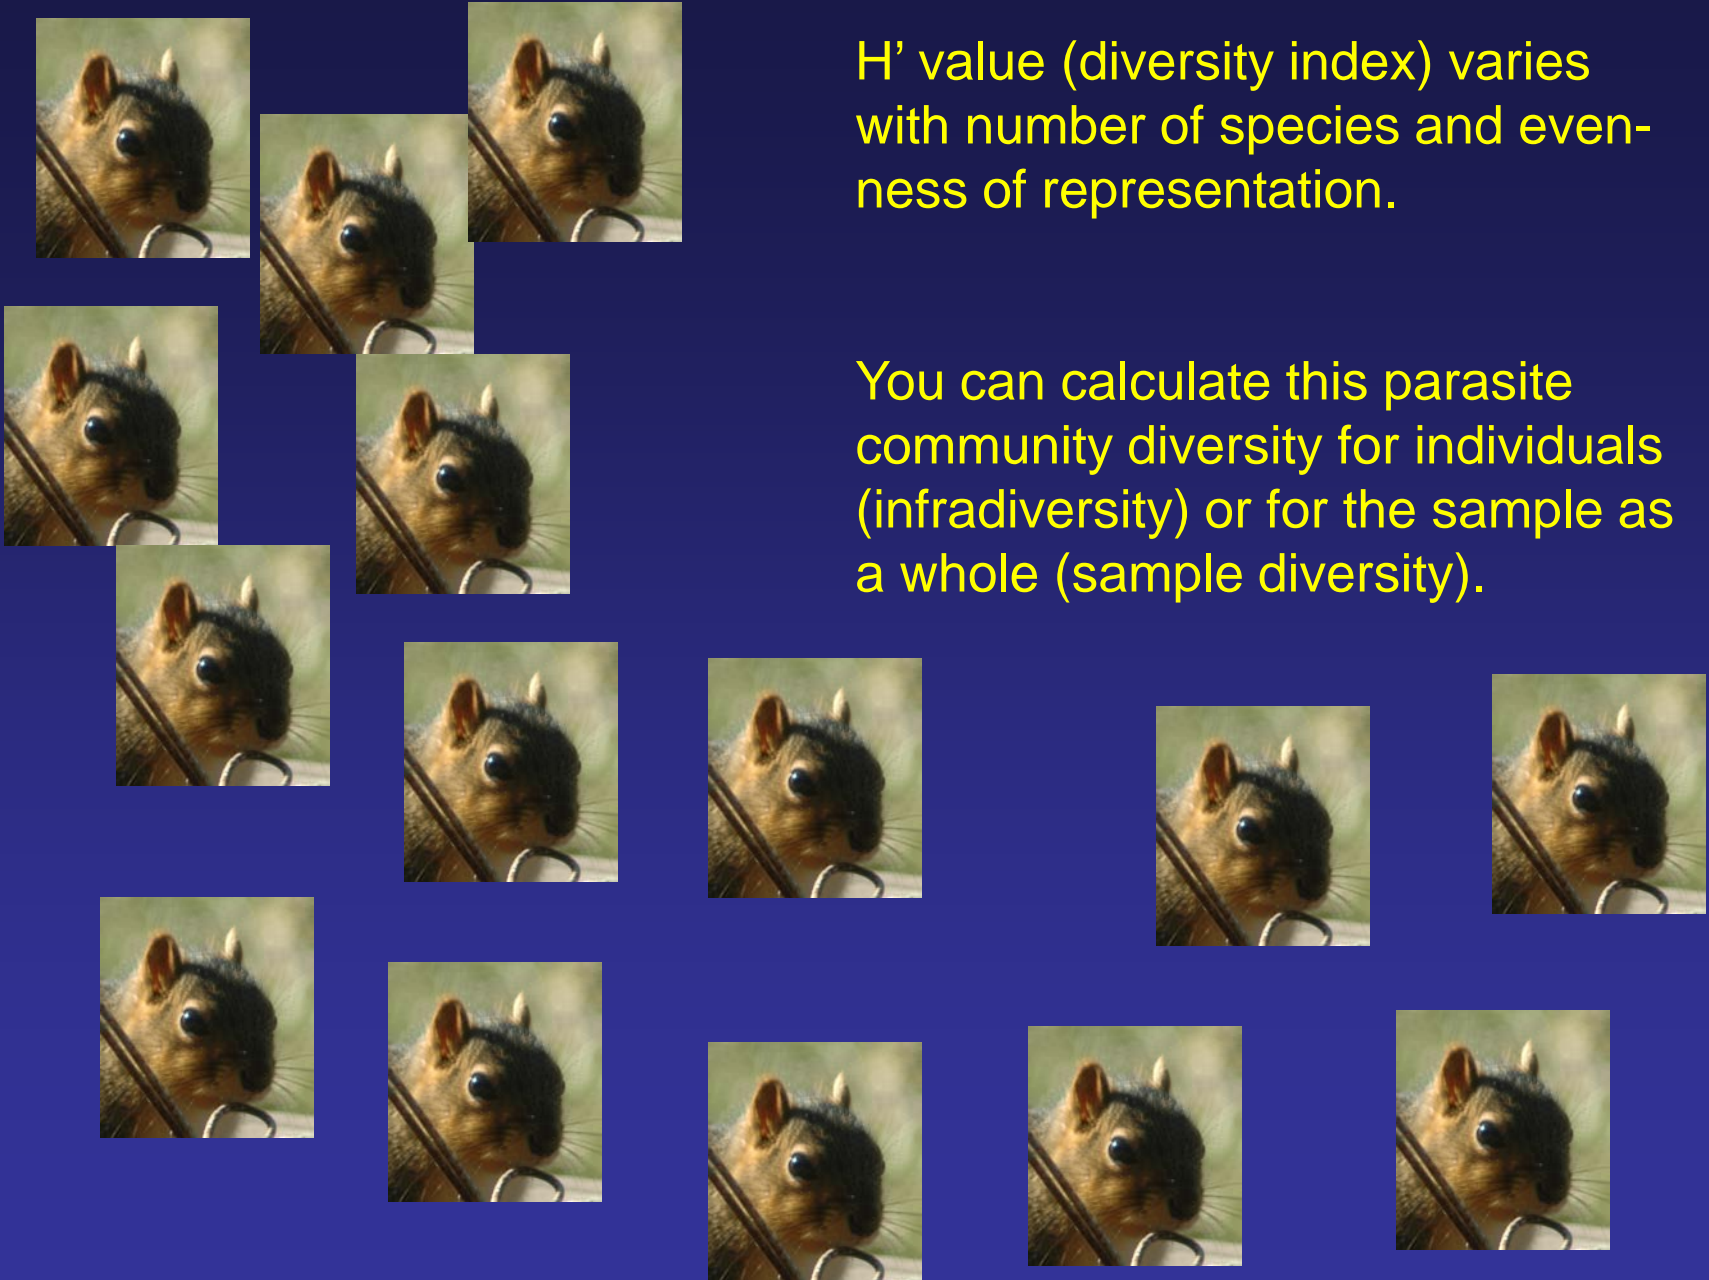 H’ value (diversity index) varies
with number of species and even-
ness of representation.
You can calculate this parasite
community diversity for individuals
(infradiversity) or for the sample as
a whole (sample diversity).